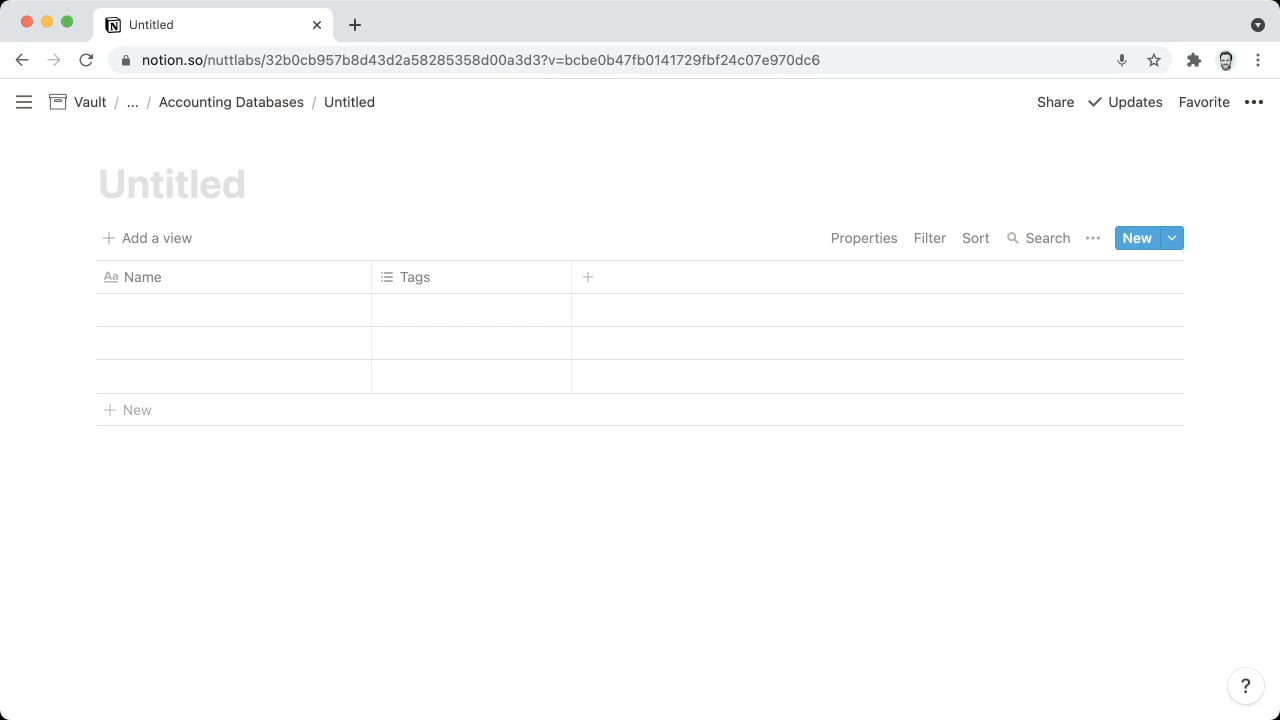 Untitled
notion.so/nuttlabs/32b0cb957b8d43d2a58285358d00a3d3?v=bcbe0b47fb0141729fbf24c07e970dc6
Vault / ... / Accounting Databases / Untitled
Share Updates Favorite
Untitled
Add a view Properties Filter Sort Search New
Aa Name Tags
New
?